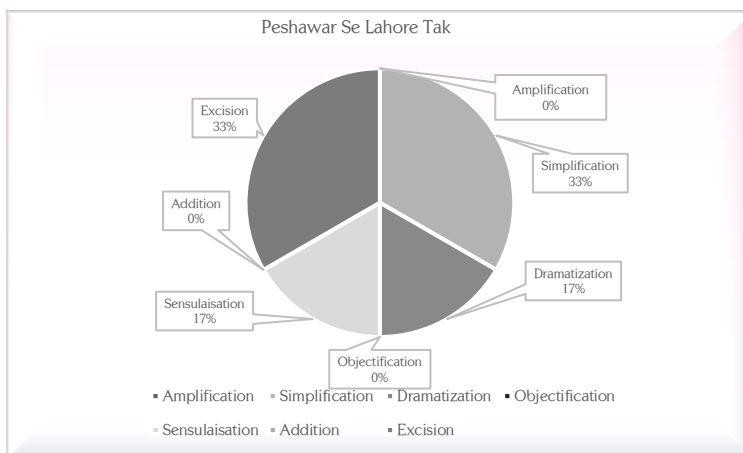 Peshawar Se Lahore Tak
Amplification
0%
Excision
33%
Simplification
33%
Addition
0%
Dramatization
17%
Sensulaisation
17%
Objectification
0%
Amplification Simplification Dramatization Objectification
Sensulaisation Addition Excision